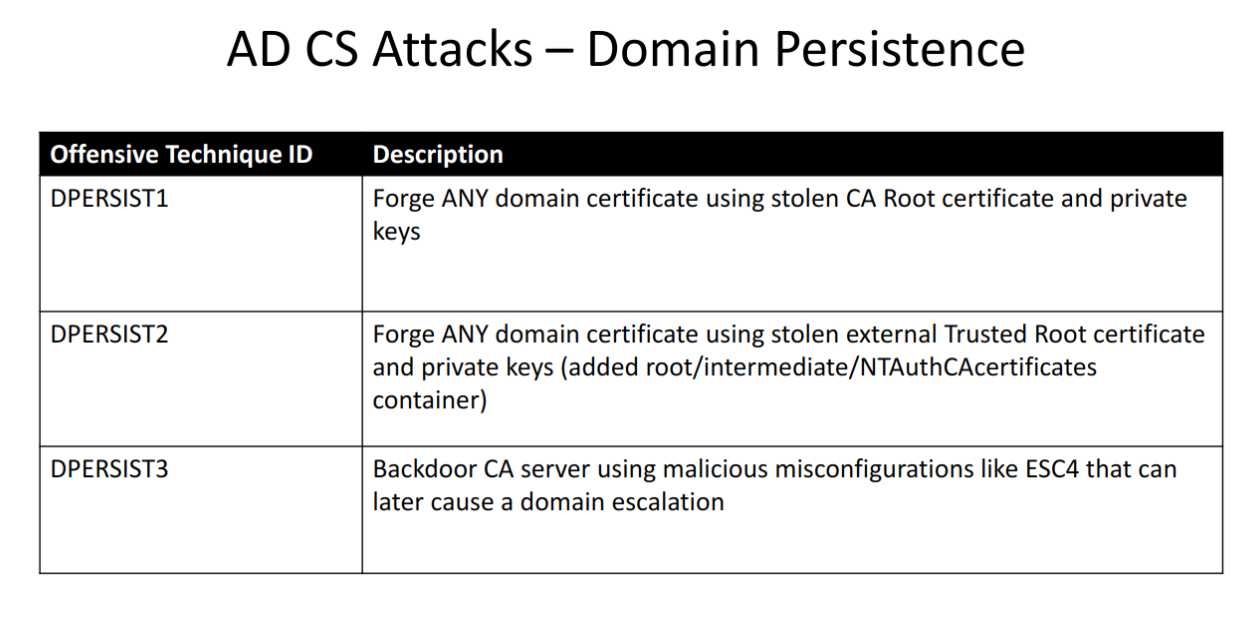 AD CS Attacks – Domain Persistence
Offensive Technique ID
Description
DPERSIST1
Forge ANY domain certificate using stolen CA Root certificate and private
keys
DPERSIST2
Forge ANY domain certificate using stolen external Trusted Root certificate
and private keys (added root/intermediate/NTAuthCAcertificates
container)
DPERSIST3
Backdoor CA server using malicious misconfigurations like ESC4 that can
later cause a domain escalation